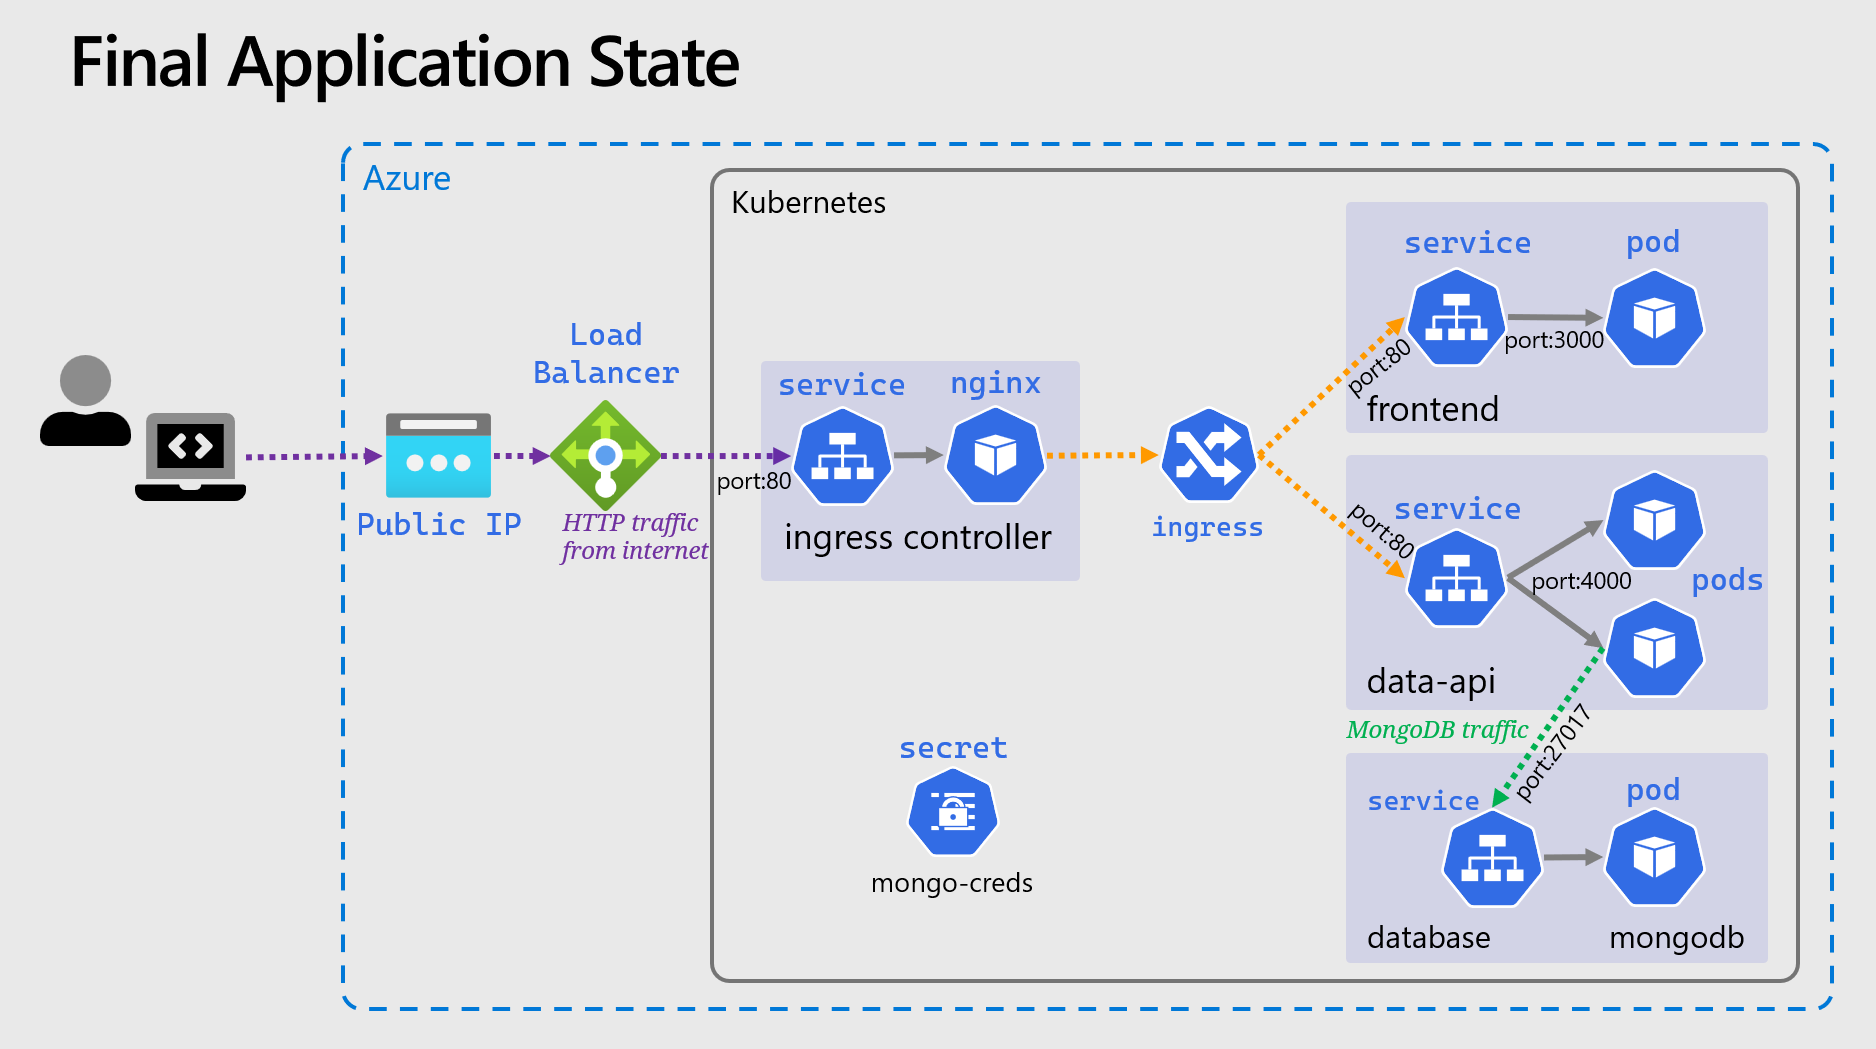 Final Application State
Azure
Kubernetes
Load
Balancer
Public IP
HTTP traffic
from internet
port:80
service
nginx
ingress controller
ingress
port:80
service
pod
port:3000
frontend
port:80
service
port:4000
pods
data-api
MongoDB traffic
port:27017
secret
mongo-creds
service
pod
database
mongodb